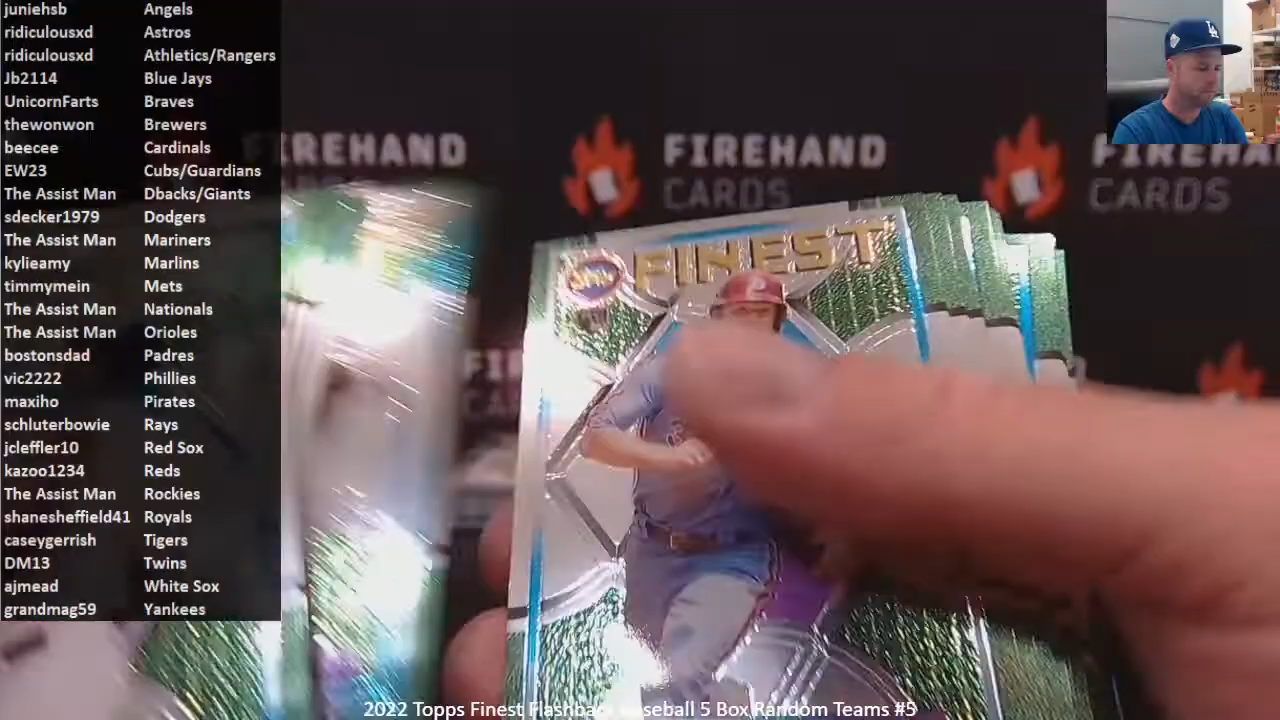 juniehsb Angels
ridiculousxd Astros
ridiculousxd Athletics/Rangers
Jb2114 Blue Jays
UnicornFarts Braves
thewonwon Brewers
beecee Cardinals
EW23 Cubs/Guardians
The Assist Man Dbacks/Giants
sdecker1979 Dodgers
The Assist Man Mariners
kylieamy Marlins
timmymein Mets
The Assist Man Nationals
The Assist Man Orioles
bostonsdad Padres
vic2222 Phillies
maxiho Pirates
schluterbowie Rays
jcleffler10 Red Sox
kazoo1234 Reds
The Assist Man Rockies
shanesheffield41 Royals
caseygerrish Tigers
DM13 Twins
ajmead White Sox
grandmag59 Yankees
FIREHAND
FIREHAND
CARDS
CARDS
FINEST
P
LA
2022 Topps Finest Flashback Baseball 5 Box Random Teams #5